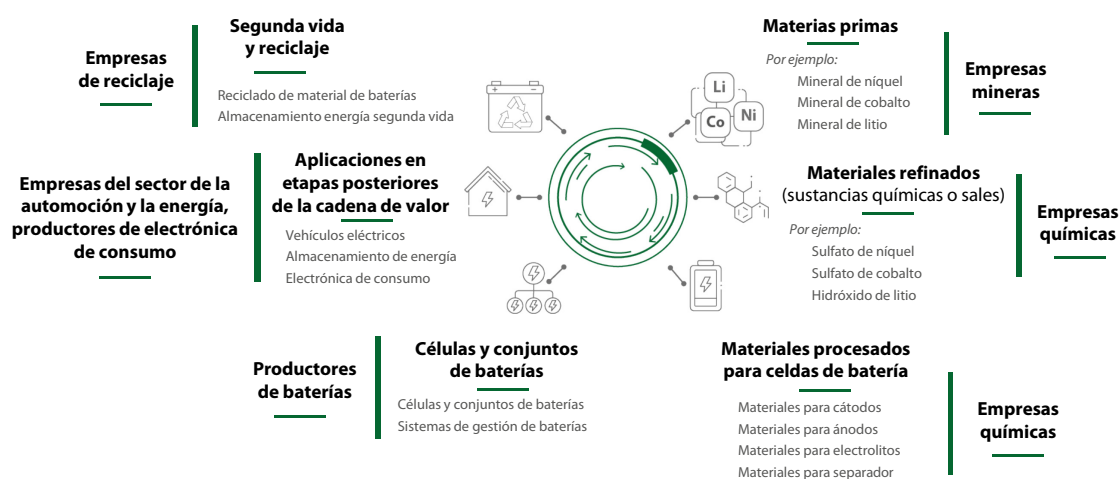 Materias primas
Por ejemplo:
Mineral de níquel
Mineral de cobalto
Mineral de litio
Empresas
mineras
Li
Co
Ni
Materiales refinados
(sustancias químicas o sales)
Por ejemplo:
Sulfato de níquel
Sulfato de cobalto
Hidróxido de litio
Empresas
químicas
Materiales procesados
para celdas de batería
Materiales para cátodos
Materiales para ánodos
Materiales para electrolitos
Materiales para separador
Empresas
químicas
Células y conjuntos
de baterías
Células y conjuntos de baterías
Sistemas de gestión de baterías
Productores
de baterías
Aplicaciones en
etapas posteriores
de la cadena de valor
Vehículos eléctricos
Almacenamiento de energía
Electrónica de consumo
Empresas del sector de la
automoción y la energía,
productores de electrónica
de consumo
Segunda vida
y reciclaje
Reciclado de material de baterías
Almacenamiento energía segunda vida
Empresas
de reciclaje